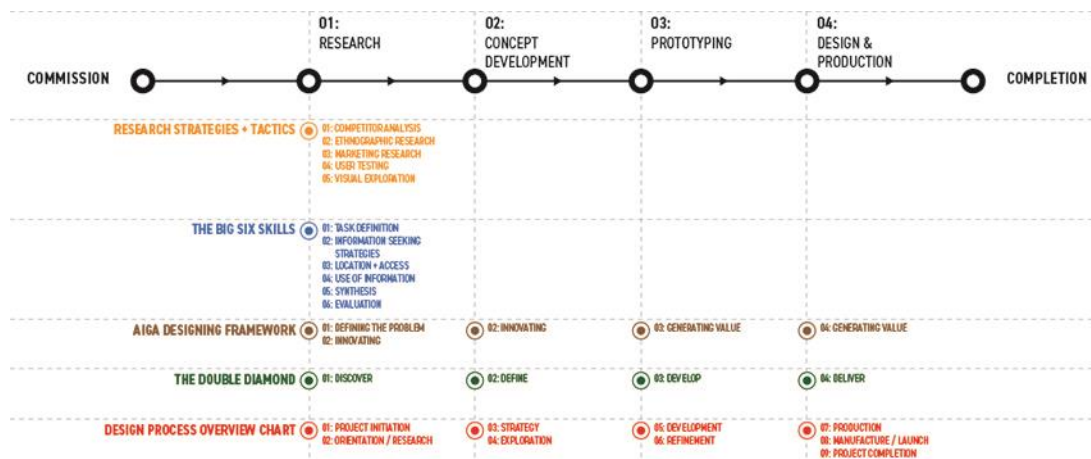 01:
RESEARCH
02:
CONCEPT
DEVELOPMENT
03:
PROTOTYPING
04:
DESIGN &
PRODUCTION
COMMISSION
COMPLETION
RESEARCH STRATEGIES + TACTICS
01: COMPETITOR ANALYSIS
02: ETHNOGRAPHIC RESEARCH
03: MARKETING RESEARCH
04: USER TESTING
05: VISUAL EXPLORATION
THE BIG SIX SKILLS
01: TASK DEFINITION
02: INFORMATION SEEKING
STRATEGIES
03: LOCATION + ACCESS
04: USE OF INFORMATION
05: SYNTHESIS
06: EVALUATION
AIGA DESIGNING FRAMEWORK
01: DEFINING THE PROBLEM
02: INNOVATING
02: INNOVATING
03: GENERATING VALUE
04: GENERATING VALUE
THE DOUBLE DIAMOND
01: DISCOVER
02: DEFINE
03: DEVELOP
04: DELIVER
DESIGN PROCESS OVERVIEW CHART
01: PROJECT INITIATION
02: ORIENTATION / RESEARCH
03: STRATEGY
04: EXPLORATION
05: DEVELOPMENT
06: REFINEMENT
07: PRODUCTION
08: MANUFACTURE / LAUNCH
09: PROJECT COMPLETION